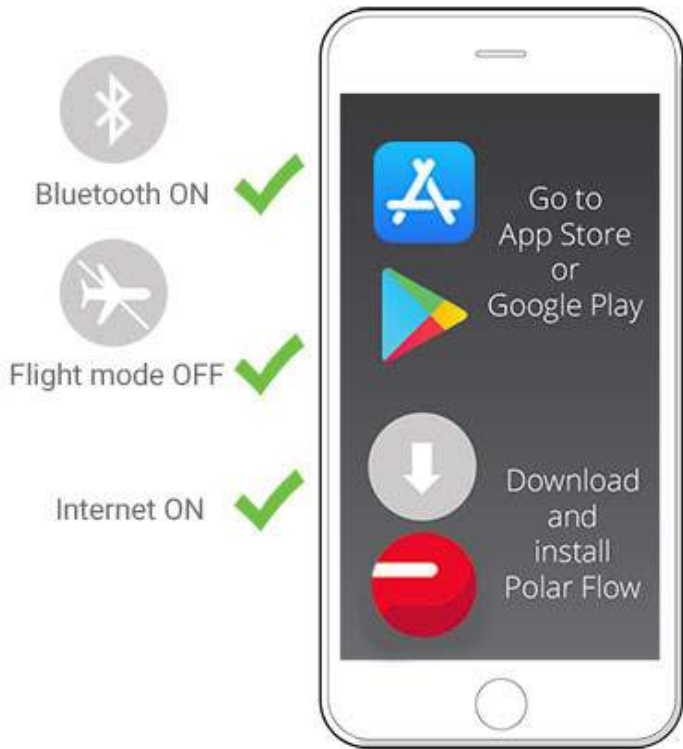 Bluetooth ON
Flight mode OFF
Internet ON
Go to
App Store
or
Google Play
Download
and
install
Polar Flow